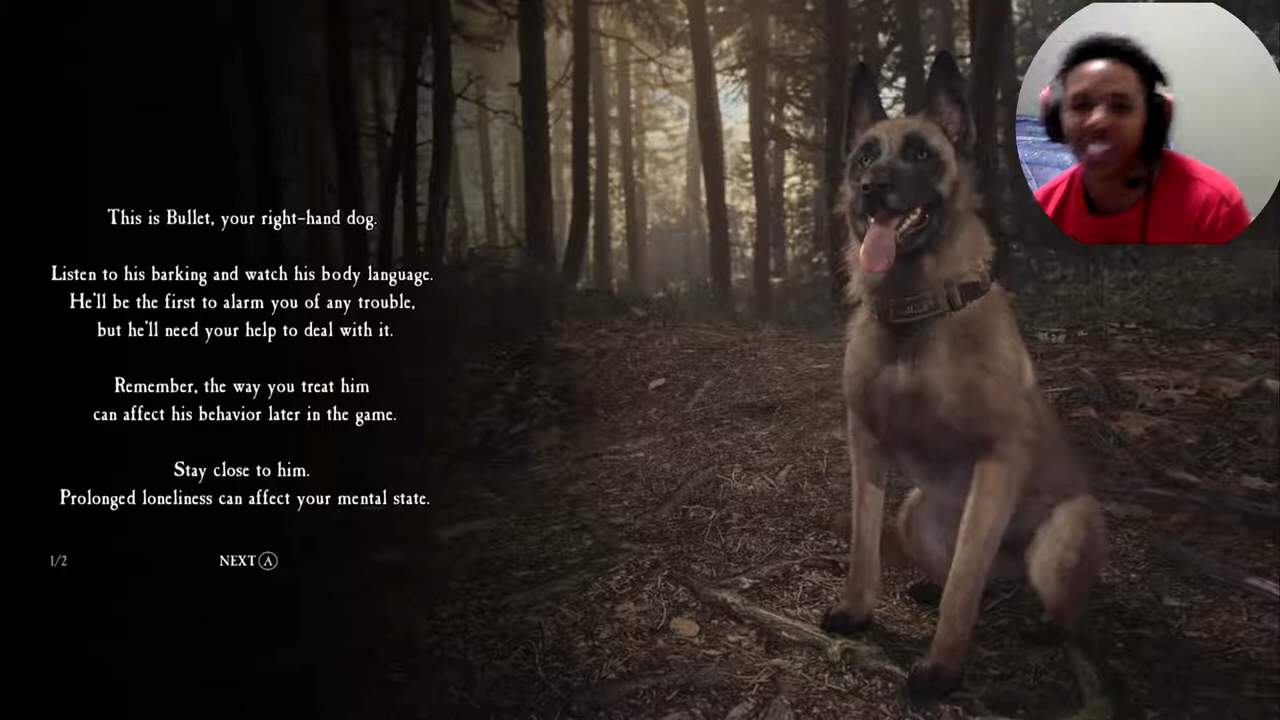 This is Bullet, your right-hand dog.
Listen to his barking and watch his body language.
He'll be the first to alarm you of any trouble,
but he'll need your help to deal with it.
Remember, the way you treat him
can affect his behavior later in the game.
Stay close to him.
Prolonged loneliness can affect your mental state.
1/2
NEXT A